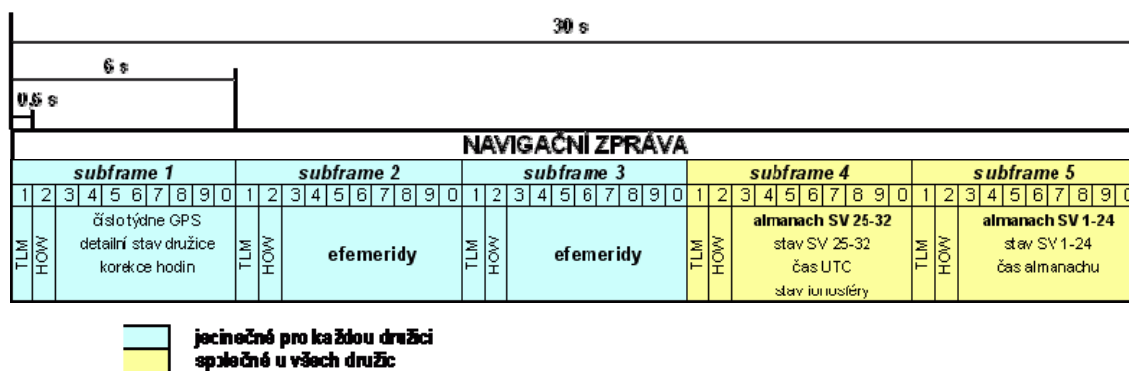 30 s
6 s
0,6 s
NAVIGAČNÍ ZPRÁVA
subframe 1 subframe 2 subframe 3 subframe 4 subframe 5
1 2 3 4 5 6 7 8 9 0 1 2 3 4 5 6 7 8 9 0 1 2 3 4 5 6 7 8 9 0 1 2 3 4 5 6 7 8 9 0 1 2 3 4 5 6 7 8 9 0
TLM HOW
číslo týdne GPS
detailní stav družice
korekce hodin
TLM HOW
efemeridy
TLM HOW
efemeridy
TLM HOW
almanach SV 25-32
stav SV 25-32
čas UTC
stav ionosféry
TLM HOW
almanach SV 1-24
stav SV 1-24
čas almanachu
jecinečné pro každou družici
společné u všech družic